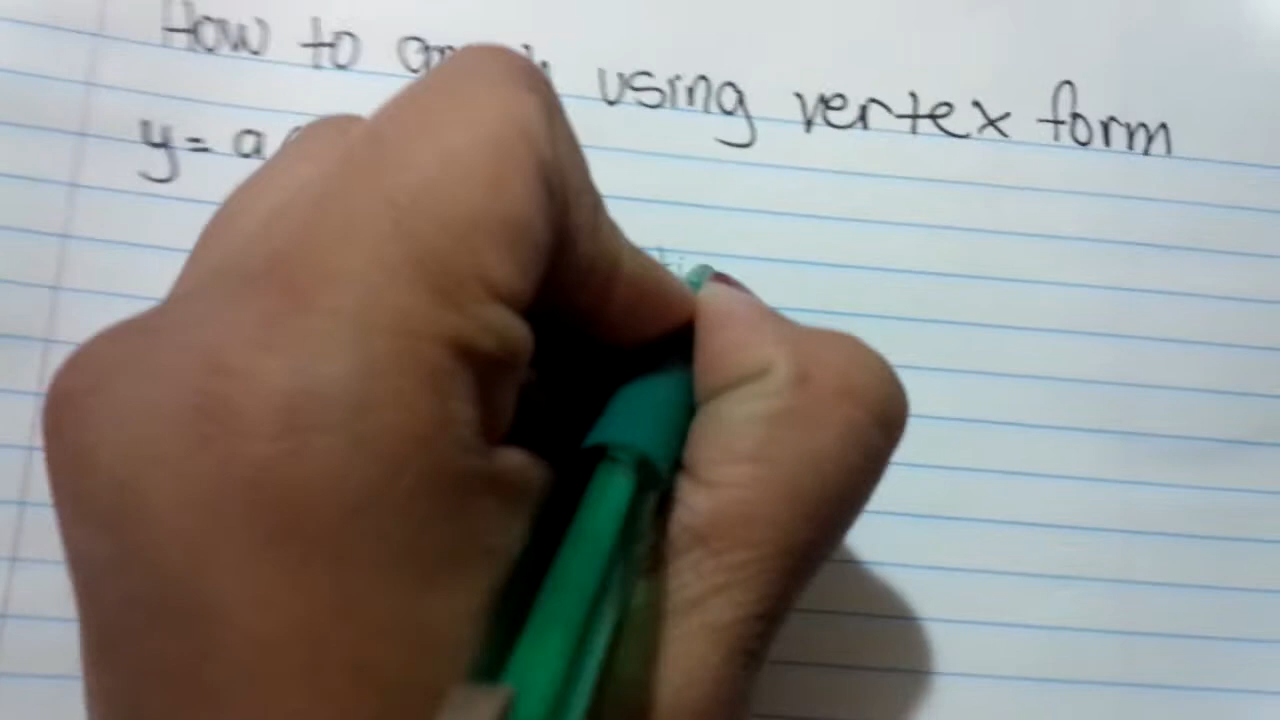 How to using vertex form
y = a